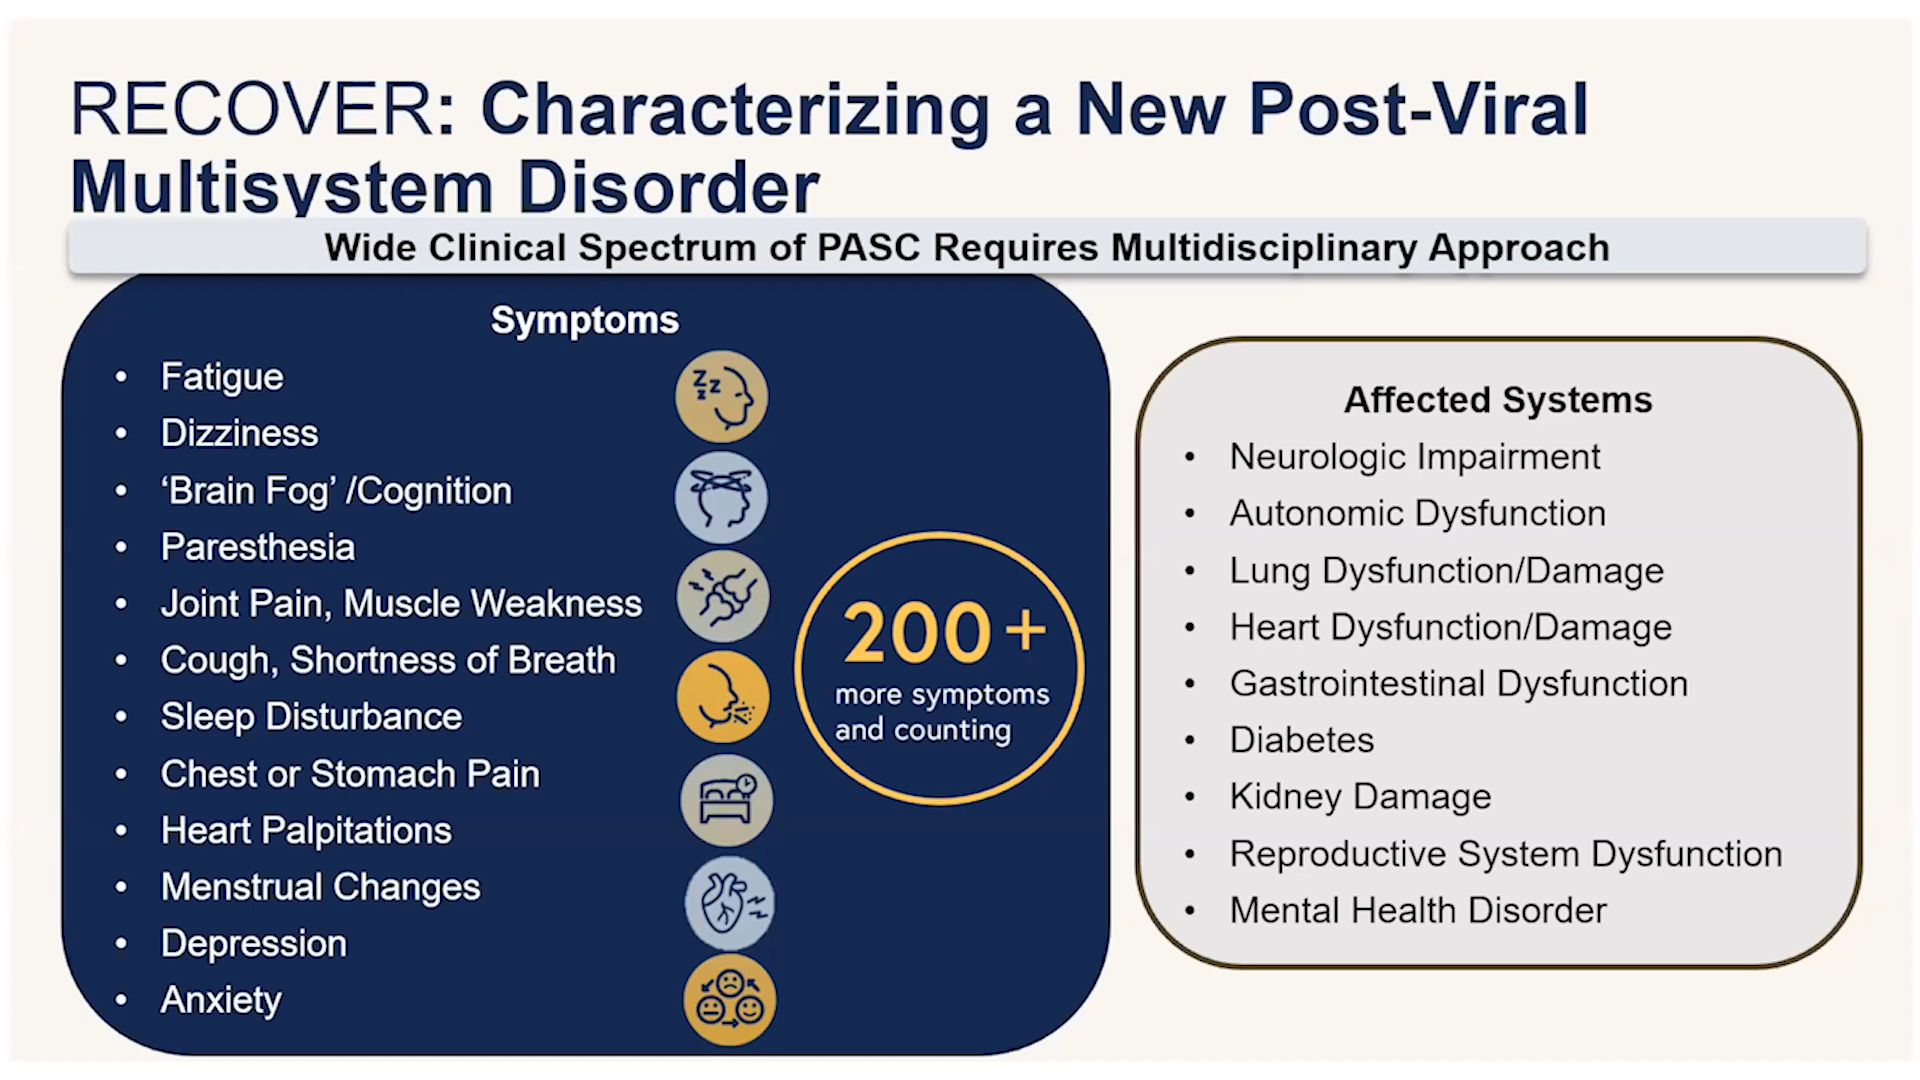 RECOVER: Characterizing a New Post-Viral
Multisystem Disorder
Wide Clinical Spectrum of PASC Requires Multidisciplinary Approach
Symptoms
• Fatigue
• Dizziness
• ‘Brain Fog’ /Cognition
• Paresthesia
• Joint Pain, Muscle Weakness
• Cough, Shortness of Breath
• Sleep Disturbance
• Chest or Stomach Pain
• Heart Palpitations
• Menstrual Changes
• Depression
• Anxiety
Zzz
200+
more symptoms
and counting
Affected Systems
• Neurologic Impairment
• Autonomic Dysfunction
• Lung Dysfunction/Damage
• Heart Dysfunction/Damage
• Gastrointestinal Dysfunction
• Diabetes
• Kidney Damage
• Reproductive System Dysfunction
• Mental Health Disorder